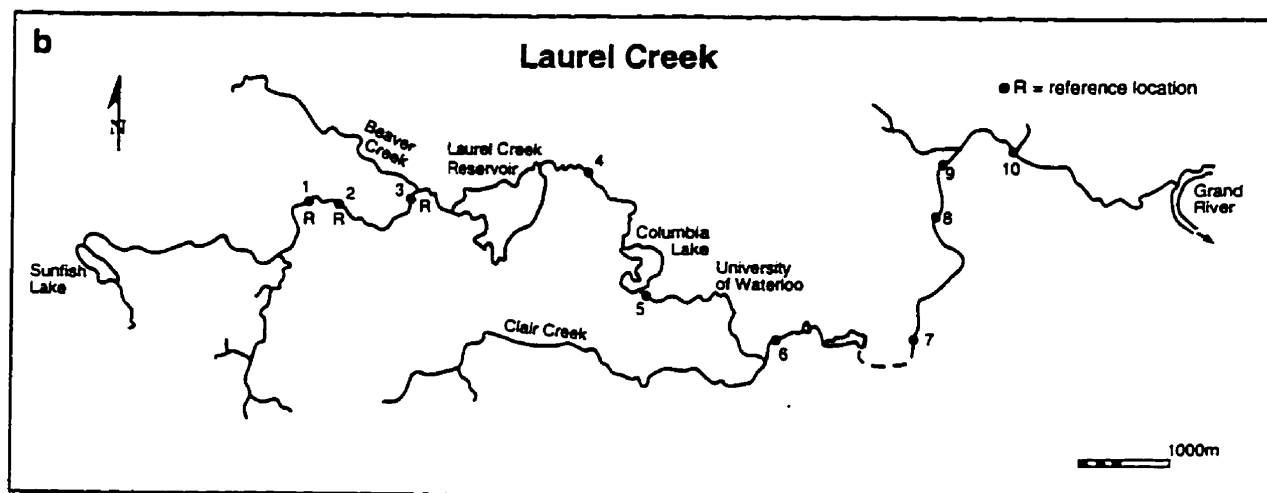 b
Laurel Creek
N
● R = reference location
Beaver
Creek
Laurel Creek
Reservoir
4
1
2
3
R
R
R
9
10
Grand
River
8
Sunfish
Lake
Columbia
Lake
University
of Waterloo
5
Clair Creek
6
7
1000m